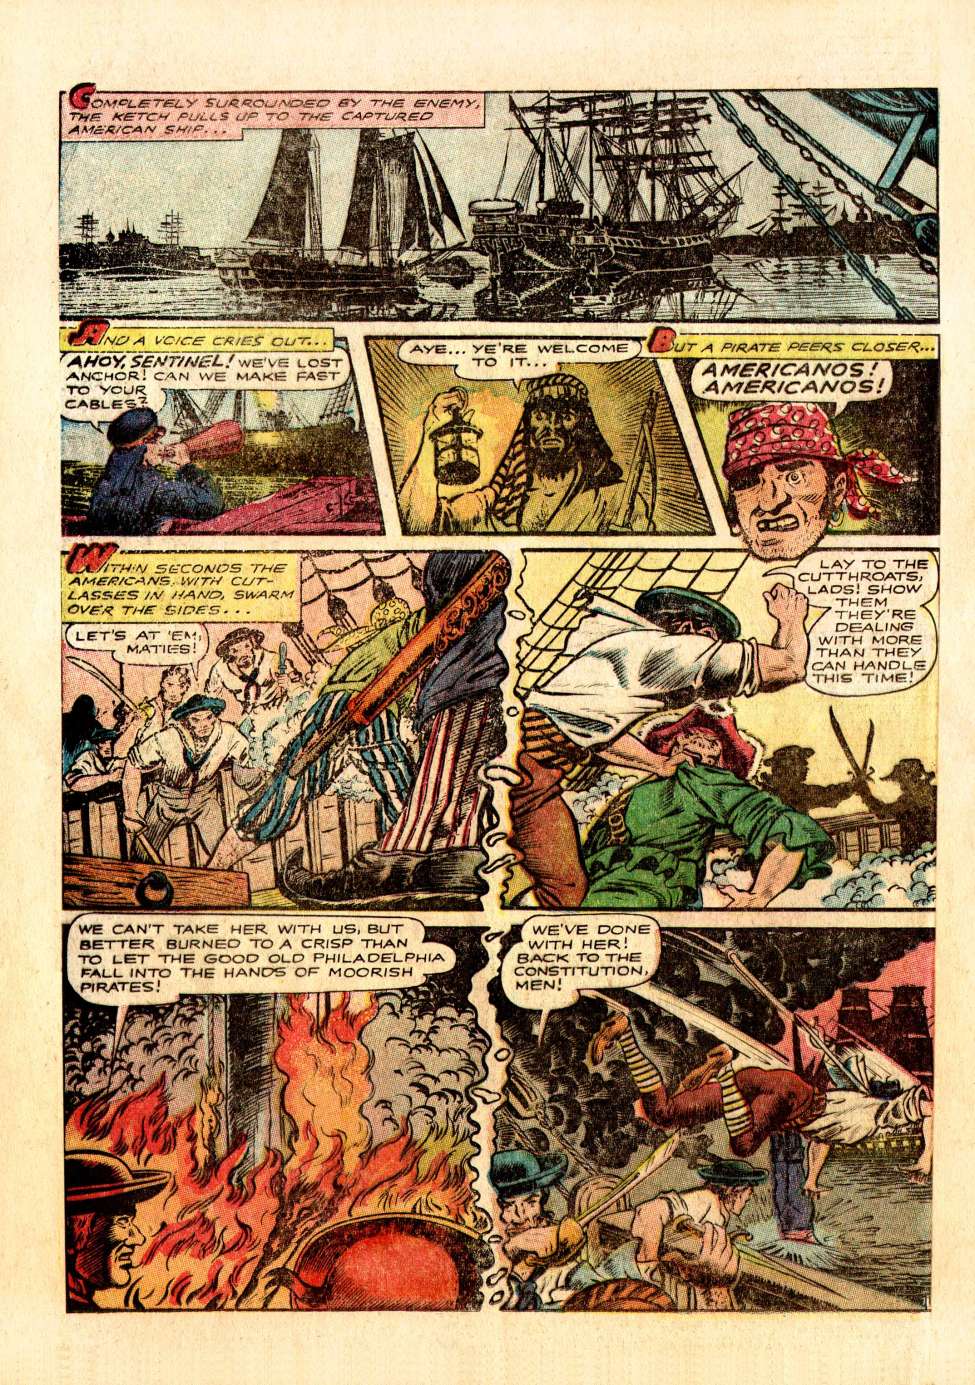 COMPLETELY SURROUNDED BY THE ENEMY,
THE KETCH PULLS UP TO THE CAPTURED
AMERICAN SHIP...
AND A VOICE CRIES OUT...
AHOY, SENTINEL! WE'VE LOST
ANCHOR! CAN WE MAKE FAST
TO YOUR
CABLES?
AYE... YE'RE WELCOME
TO IT...
BUT A PIRATE PEERS CLOSER...
AMERICANOS!
AMERICANOS!
WITHIN SECONDS THE
AMERICANS, WITH CUT-
LASSES IN HAND, SWARM
OVER THE SIDES...
LET'S AT 'EM,
MATIES!
LAY TO THE
CUTTHROATS,
LADS! SHOW
THEM
THEY'RE
DEALING
WITH MORE
THAN THEY
CAN HANDLE
THIS TIME!
WE CAN'T TAKE HER WITH US, BUT
BETTER BURNED TO A CRISP THAN
TO LET THE GOOD OLD PHILADELPHIA
FALL INTO THE HANDS OF MOORISH
PIRATES!
WE'VE DONE
WITH HER!
BACK TO THE
CONSTITUTION,
MEN!